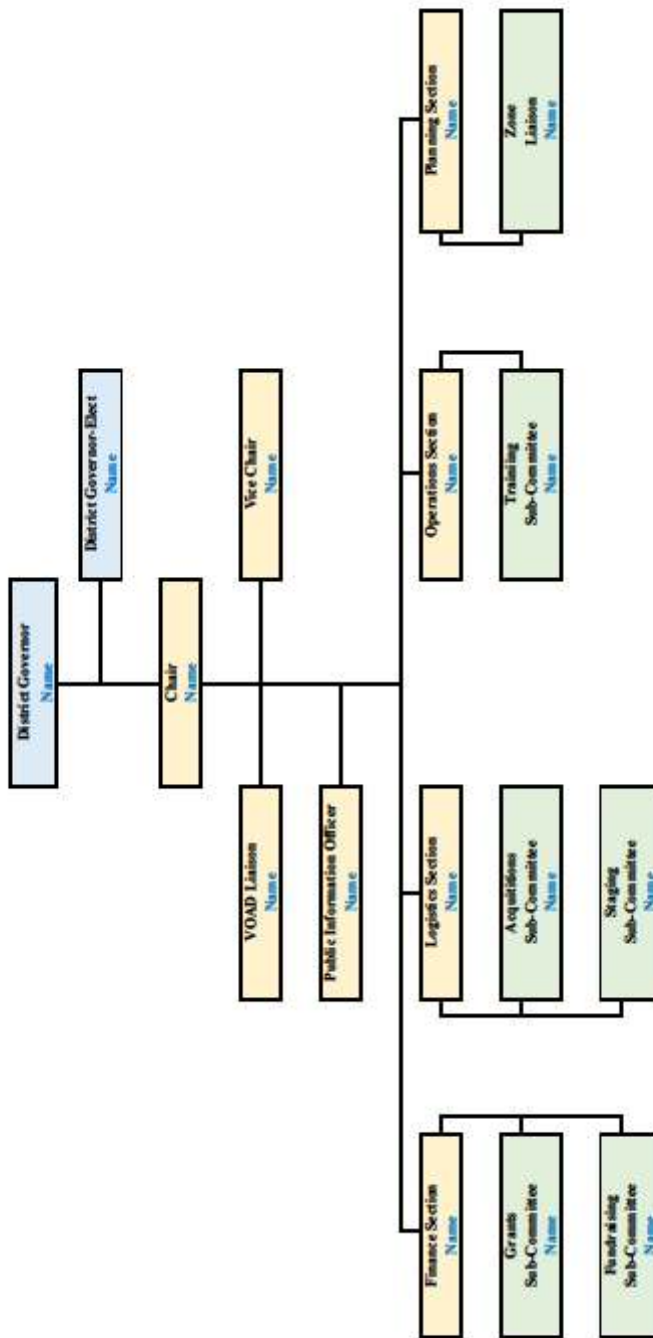 District Governor
Name
District Governor-Elect
Name
Chair
Name
VOAD Liaison
Name
Vice Chair
Name
Public Information Officer
Name
Finance Section
Name
Logistics Section
Name
Operations Section
Name
Planning Section
Name
Grants
Sub-Committee
Name
Acquititions
Sub-Committee
Name
Trainiing
Sub-Committee
Name
Zone
Liaison
Name
Fundraising
Sub-Committee
Name
Staging
Sub-Committee
Name